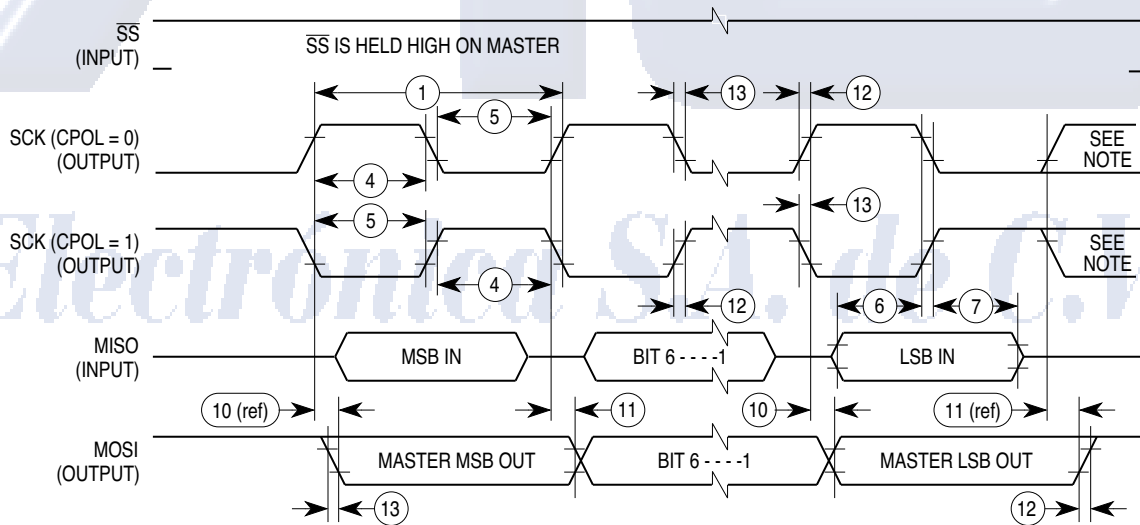 SS
(INPUT)
SS IS HELD HIGH ON MASTER
1
13
12
5
SCK (CPOL = 0)
(OUTPUT)
SEE
NOTE
4
5
13
SCK (CPOL = 1)
(OUTPUT)
SEE
NOTE
4
12
6
7
MISO
(INPUT)
MSB IN
BIT 6 - - - -1
LSB IN
10 (ref)
11
10
11 (ref)
MOSI
(OUTPUT)
MASTER MSB OUT
BIT 6 - - - -1
MASTER LSB OUT
13
12
Electrónica S.A. de C.V